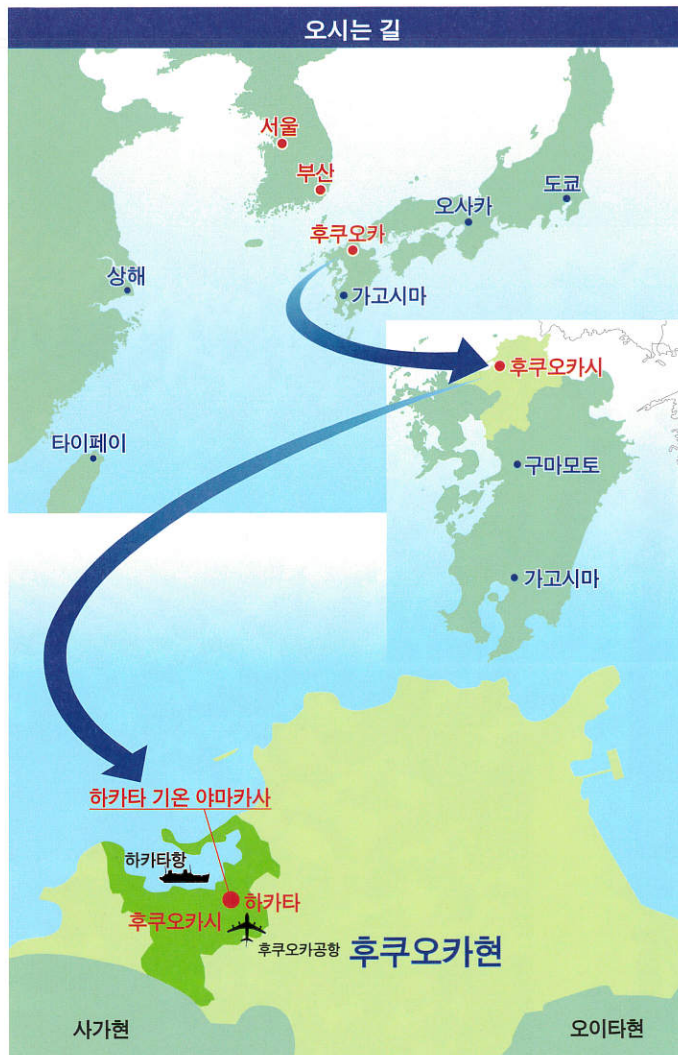 오시는 길
서울
부산
도쿄
오사카
후쿠오카
상해
가고시마
후쿠오카시
타이페이
구마모토
가고시마
하카타 기온 야마카사
하카타항
하카타
후쿠오카시
후쿠오카공항
후쿠오카현
사가현
오이타현